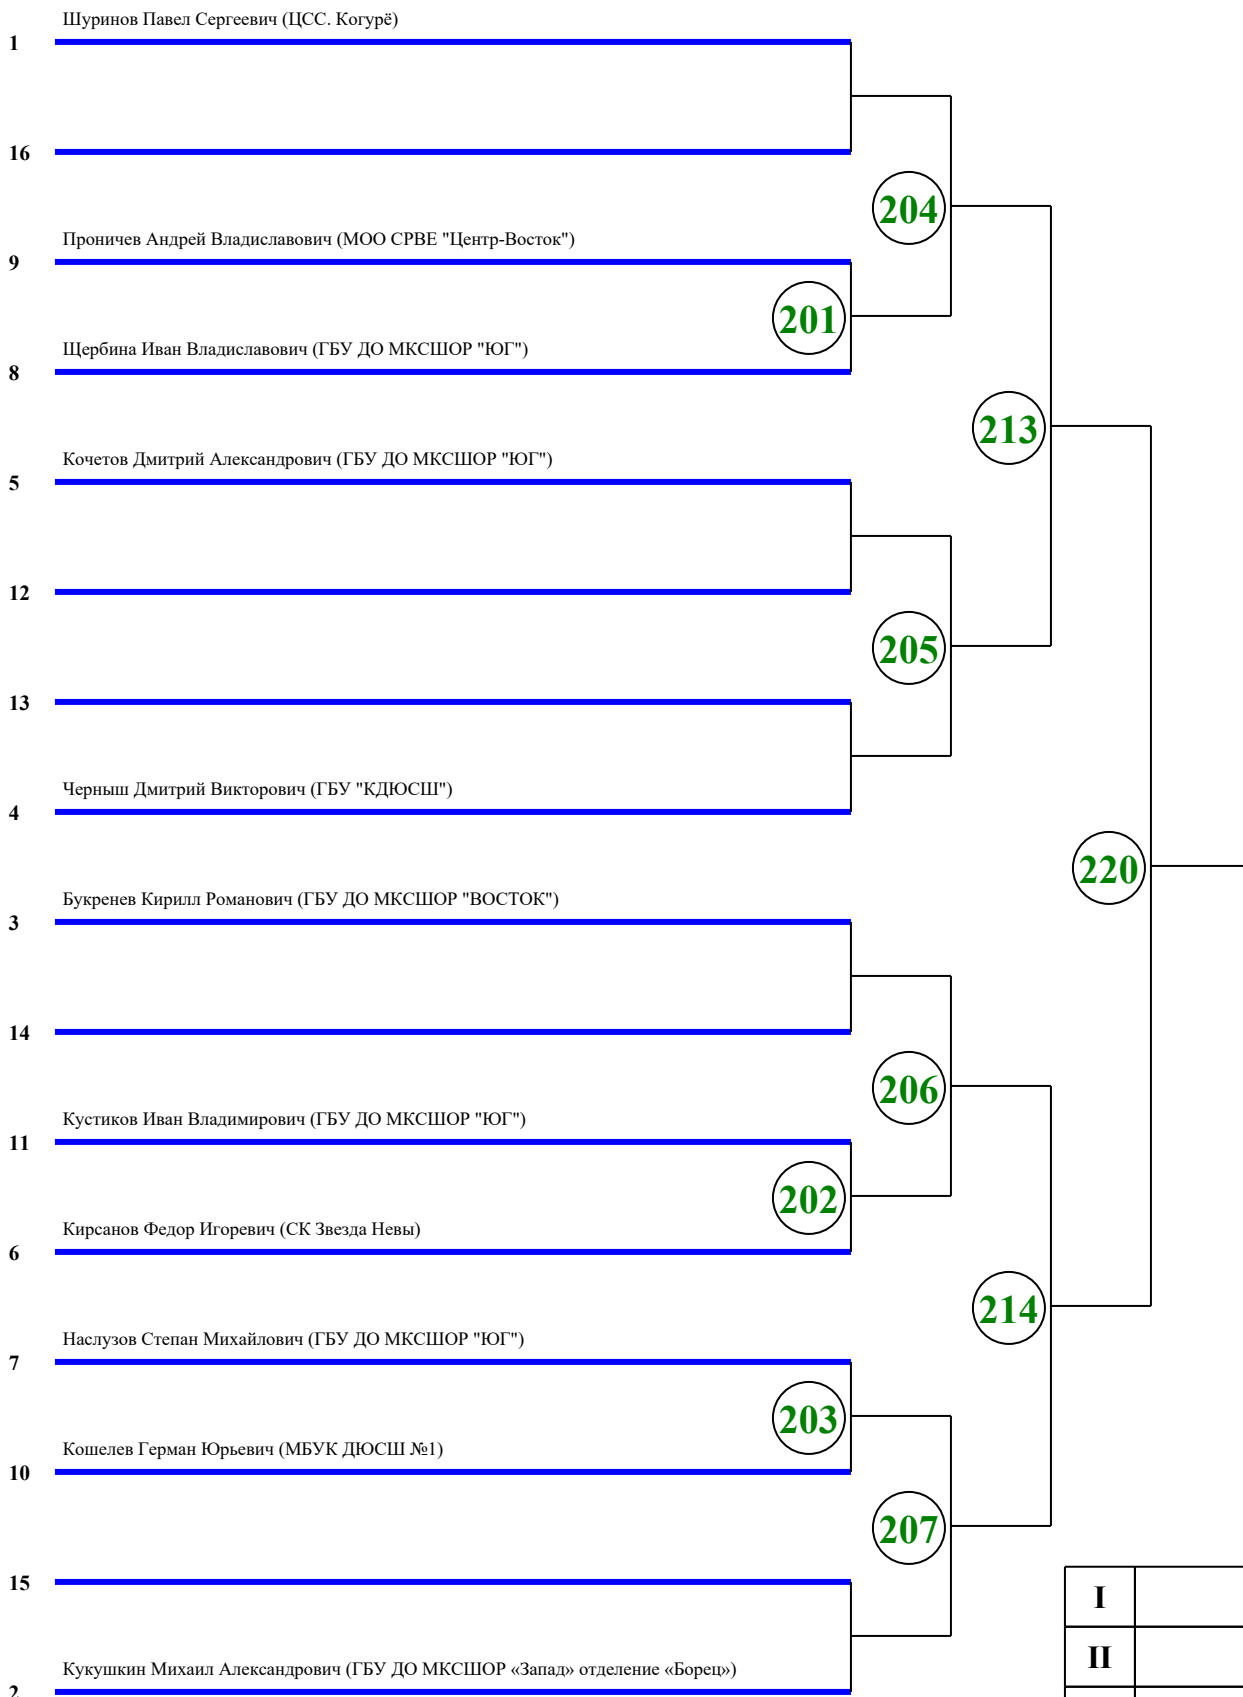 Шуринов Павел Сергеевич (ЦСС. Когурё)
1
16
204
Проничев Андрей Владиславович (МОО СРВЕ "Центр-Восток")
9
201
Щербина Иван Владиславович (ГБУ ДО МКСШОР "ЮГ")
8
213
Кочетов Дмитрий Александрович (ГБУ ДО МКСШОР "ЮГ")
5
12
205
13
Черныш Дмитрий Викторович (ГБУ "КДЮСШ")
4
220
Букренев Кирилл Романович (ГБУ ДО МКСШОР "ВОСТОК")
3
14
206
Кустиков Иван Владимирович (ГБУ ДО МКСШОР "ЮГ")
11
202
Кирсанов Федор Игоревич (СК Звезда Невы)
6
214
Наслузов Степан Михайлович (ГБУ ДО МКСШОР "ЮГ")
7
203
Кошелев Герман Юрьевич (МБУК ДЮСШ №1)
10
207
15
I
II
Кукушкин Михаил Александрович (ГБУ ДО МКСШОР «Запад» отделение «Борец»)
2